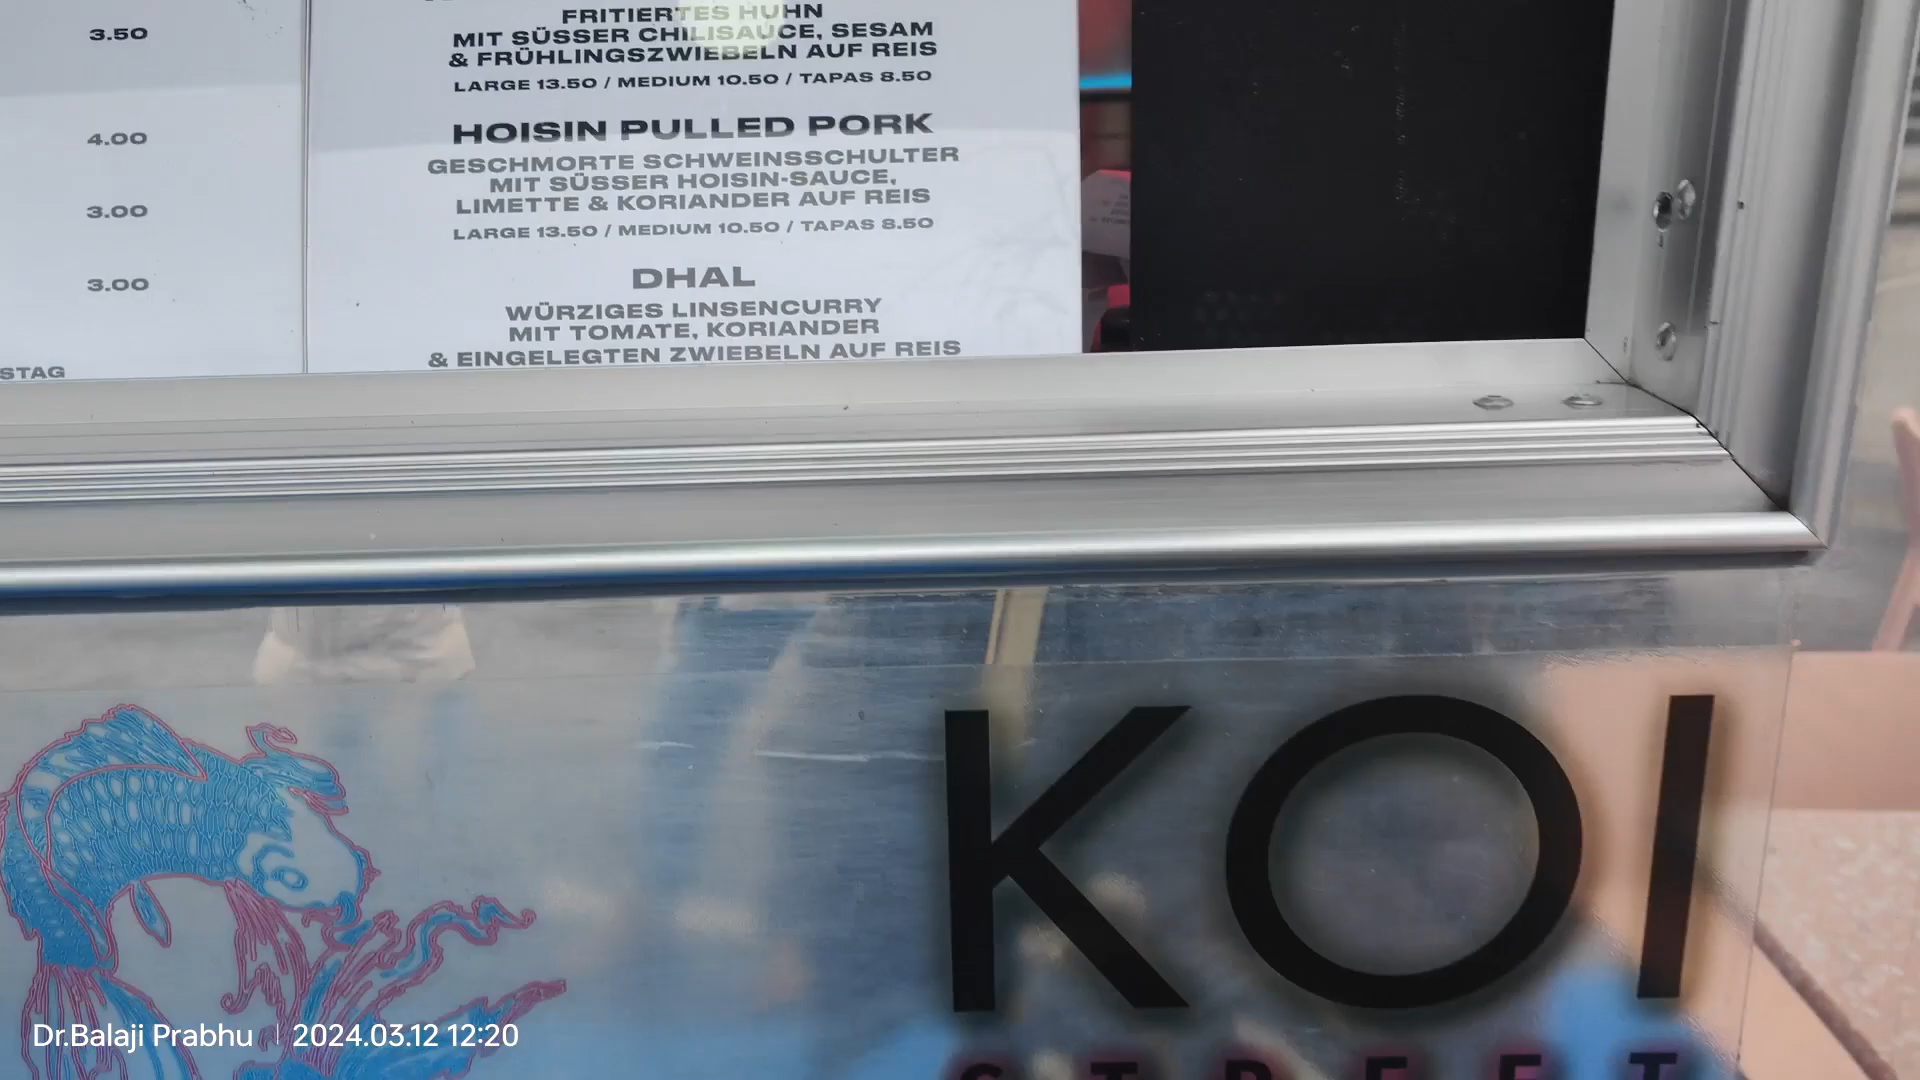 3.50
4.00
3.00
3.00
STAG
FRITIERTES HUHN
MIT SÜSSER CHILISAUCE, SESAM
& FRÜHLINGSZWIEBELN AUF REIS
LARGE 13.50 / MEDIUM 10.50 / TAPAS 8.50
HOISIN PULLED PORK
GESCHMORTE SCHWEINSSCHULTER
MIT SÜSSER HOISIN-SAUCE,
LIMETTE & KORIANDER AUF REIS
LARGE 13.50 / MEDIUM 10.50 / TAPAS 8.50
DHAL
WÜRZIGES LINSENCURRY
MIT TOMATE, KORIANDER
& EINGELEGTEN ZWIEBELN AUF REIS
KOI
STREET
Dr.Balaji Prabhu | 2024.03.12 12:20